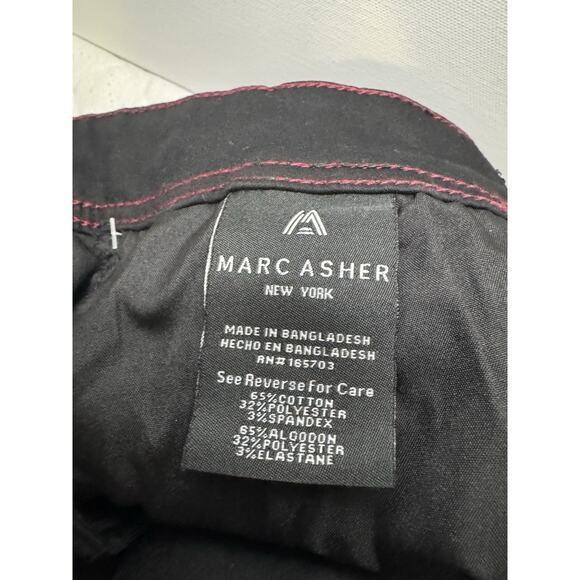 MARC ASHER
NEW YORK
MADE IN BANGLADESH
HECHO EN BANGLADESH
RN# 165703
See Reverse For Care
65%COTTON
32%POLYESTER
3%SPANDEX
65%ALGODON
32%POLYESTER
3%ELASTANE